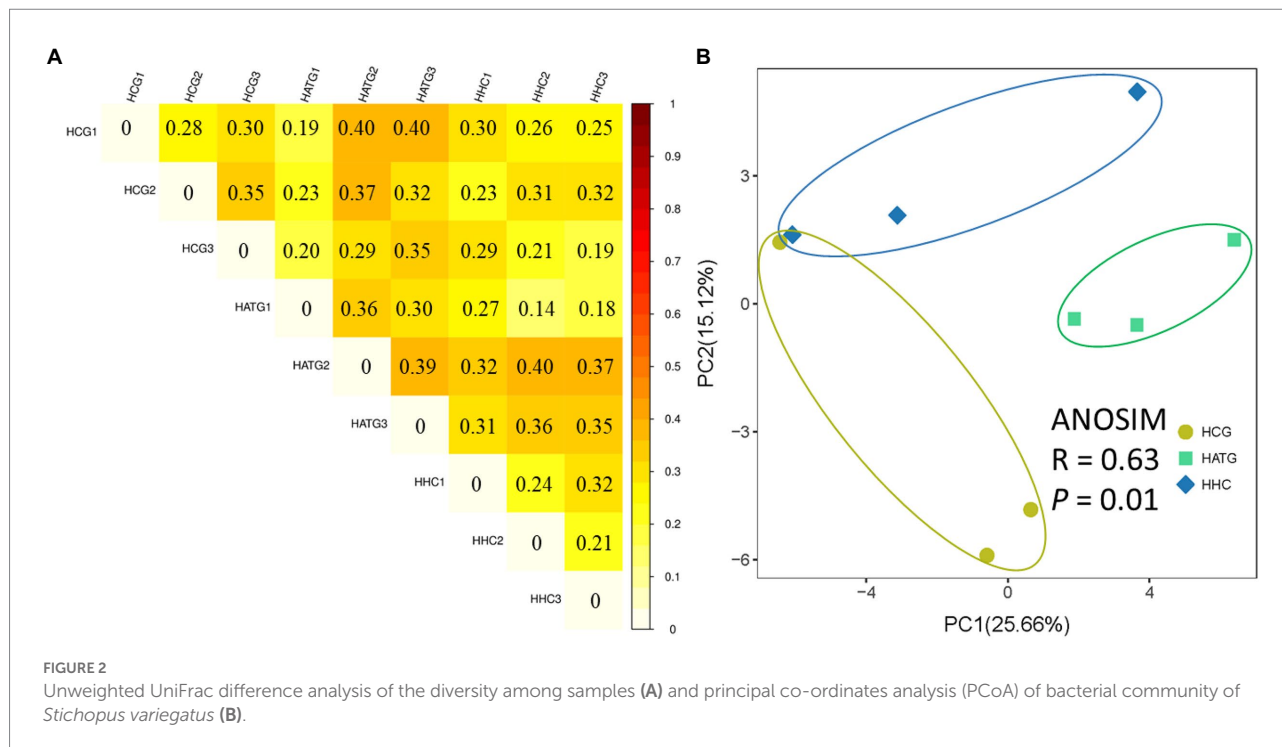 A
HCG1 HCG2 HCG3 HATG1 HATG2 HATG3 HHC1 HHC2 HHC3
HCG1 0 0.28 0.30 0.19 0.40 0.40 0.30 0.26 0.25
HCG2 0 0.35 0.23 0.37 0.32 0.23 0.31 0.32
HCG3 0 0.20 0.29 0.35 0.29 0.21 0.19
HATG1 0 0.36 0.30 0.27 0.14 0.18
HATG2 0 0.39 0.32 0.40 0.37
HATG3 0 0.31 0.36 0.35
HHC1 0 0.24 0.32
HHC2 0 0.21
HHC3 0
1
0.9
0.8
0.7
0.6
0.5
0.4
0.3
0.2
0.1
0
B
PC2(15.12%)
3
0
−3
−6
−4 0 4
PC1(25.66%)
ANOSIM
R = 0.63
P = 0.01
HCG
HATG
HHC
FIGURE 2
Unweighted UniFrac difference analysis of the diversity among samples (A) and principal co-ordinates analysis (PCoA) of bacterial community of
Stichopus variegatus (B).